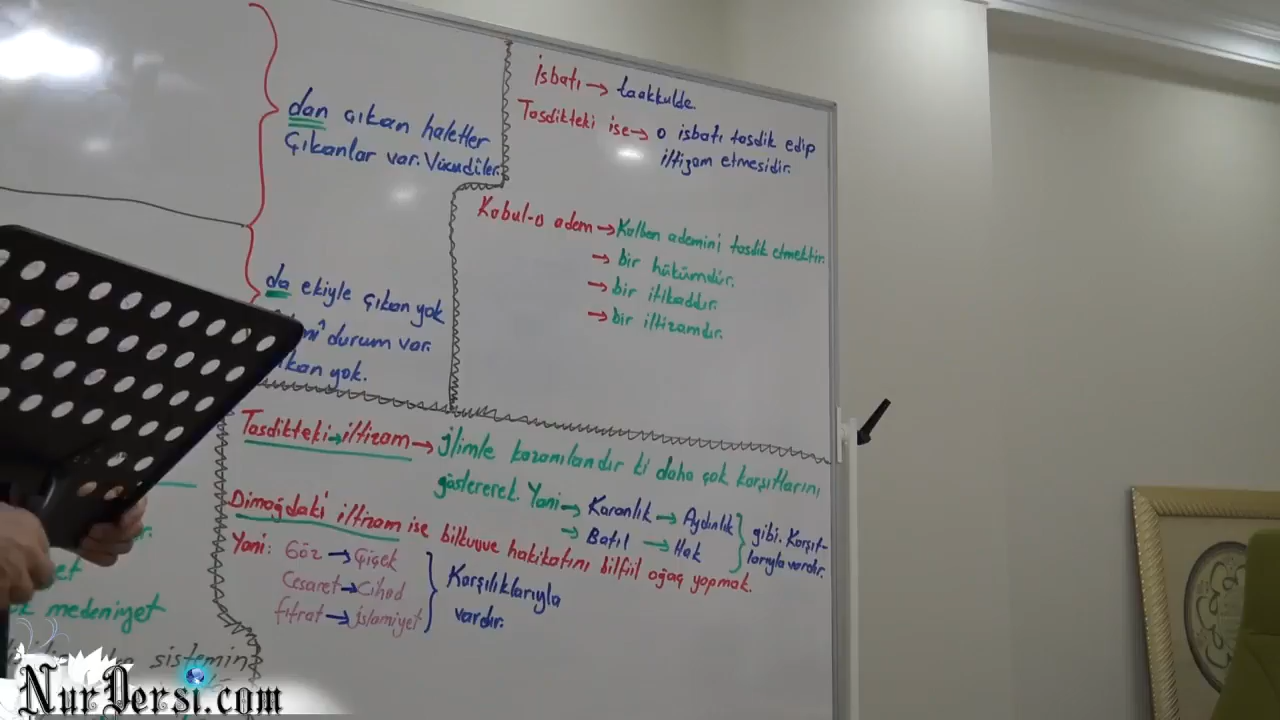 dan çıkan haletler
Çıkanlar var. Vücudiler.
da ekiyle çıkan yok
durum var.
yok.
İsbatı → taakkulde.
Tasdikteki ise → o isbatı tasdik edip
iltizam etmesidir.
Kabul-o adem → Kalben ademini tasdik etmektir.
→ bir hükümdür.
→ bir itikaddır.
→ bir iltizamdır.
Tasdikteki → iltizam → İlimle kazanılandır ki daha çok karşıtlarını
göstererek. Yani → Karanlık → Aydınlık
→ Batıl → Hak
} gibi. Karşıt-
larıyla vardır.
Dimağdaki iltizam ise bilkuvve hakikatını bilfiil ağaç yapmak.
Yani: Göz → Çiçek
Cesaret → Cihad
fıtrat → İslamiyet
} Karşılıklarıyla
vardır.
medeniyet
sistemin
NurDersi.com